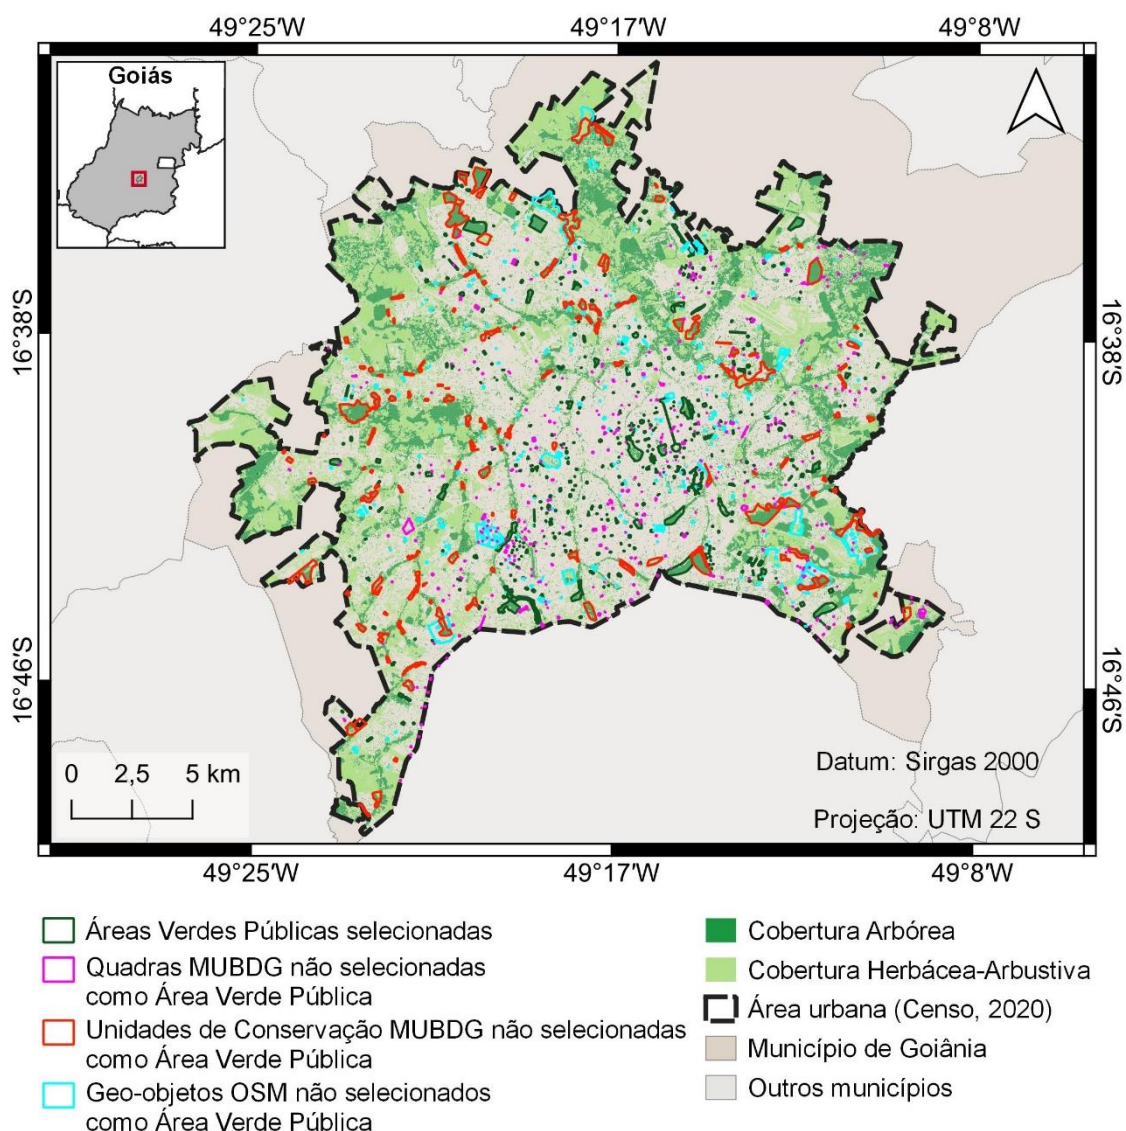 49°25'W 49°17'W 49°8'W
Goiás
16°38'S
16°38'S
16°46'S
16°46'S
0 2,5 5 km
Datum: Sirgas 2000
Projeção: UTM 22 S
49°25'W 49°17'W 49°8'W
Áreas Verdes Públicas selecionadas
Quadras MUBDG não selecionadas
como Área Verde Pública
Unidades de Conservação MUBDG não selecionadas
como Área Verde Pública
Geo-objetos OSM não selecionados
como Área Verde Pública
Cobertura Arbórea
Cobertura Herbácea-Arbustiva
Área urbana (Censo, 2020)
Município de Goiânia
Outros municípios